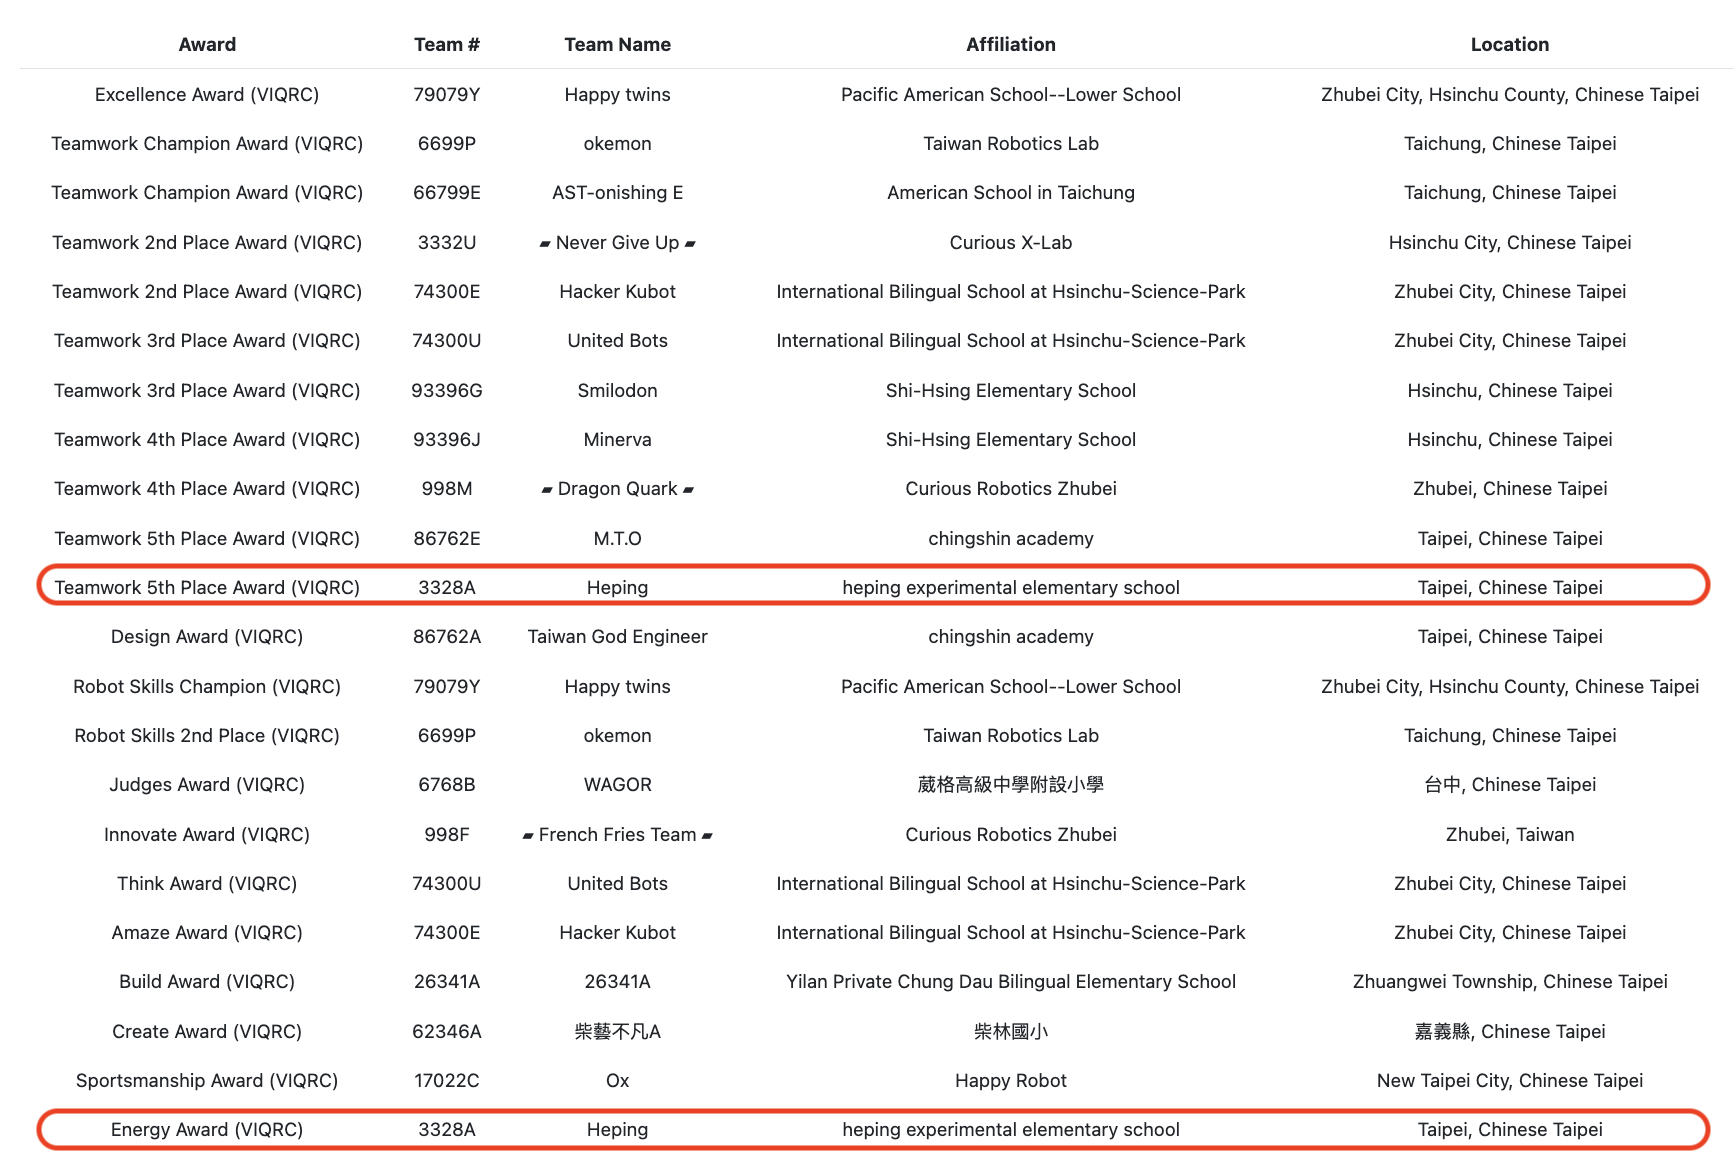 Award Team # Team Name Affiliation Location
Excellence Award (VIQRC) 79079Y Happy twins Pacific American School--Lower School Zhubei City, Hsinchu County, Chinese Taipei
Teamwork Champion Award (VIQRC) 6699P okemon Taiwan Robotics Lab Taichung, Chinese Taipei
Teamwork Champion Award (VIQRC) 66799E AST-onishing E American School in Taichung Taichung, Chinese Taipei
Teamwork 2nd Place Award (VIQRC) 3332U ▰ Never Give Up ▰ Curious X-Lab Hsinchu City, Chinese Taipei
Teamwork 2nd Place Award (VIQRC) 74300E Hacker Kubot International Bilingual School at Hsinchu-Science-Park Zhubei City, Chinese Taipei
Teamwork 3rd Place Award (VIQRC) 74300U United Bots International Bilingual School at Hsinchu-Science-Park Zhubei City, Chinese Taipei
Teamwork 3rd Place Award (VIQRC) 93396G Smilodon Shi-Hsing Elementary School Hsinchu, Chinese Taipei
Teamwork 4th Place Award (VIQRC) 93396J Minerva Shi-Hsing Elementary School Hsinchu, Chinese Taipei
Teamwork 4th Place Award (VIQRC) 998M ▰ Dragon Quark ▰ Curious Robotics Zhubei Zhubei, Chinese Taipei
Teamwork 5th Place Award (VIQRC) 86762E M.T.O chingshin academy Taipei, Chinese Taipei
Teamwork 5th Place Award (VIQRC) 3328A Heping heping experimental elementary school Taipei, Chinese Taipei
Design Award (VIQRC) 86762A Taiwan God Engineer chingshin academy Taipei, Chinese Taipei
Robot Skills Champion (VIQRC) 79079Y Happy twins Pacific American School--Lower School Zhubei City, Hsinchu County, Chinese Taipei
Robot Skills 2nd Place (VIQRC) 6699P okemon Taiwan Robotics Lab Taichung, Chinese Taipei
Judges Award (VIQRC) 6768B WAGOR 葳格高級中學附設小學 台中, Chinese Taipei
Innovate Award (VIQRC) 998F ▰ French Fries Team ▰ Curious Robotics Zhubei Zhubei, Taiwan
Think Award (VIQRC) 74300U United Bots International Bilingual School at Hsinchu-Science-Park Zhubei City, Chinese Taipei
Amaze Award (VIQRC) 74300E Hacker Kubot International Bilingual School at Hsinchu-Science-Park Zhubei City, Chinese Taipei
Build Award (VIQRC) 26341A 26341A Yilan Private Chung Dau Bilingual Elementary School Zhuangwei Township, Chinese Taipei
Create Award (VIQRC) 62346A 柴藝不凡A 柴林國小 嘉義縣, Chinese Taipei
Sportsmanship Award (VIQRC) 17022C Ox Happy Robot New Taipei City, Chinese Taipei
Energy Award (VIQRC) 3328A Heping heping experimental elementary school Taipei, Chinese Taipei